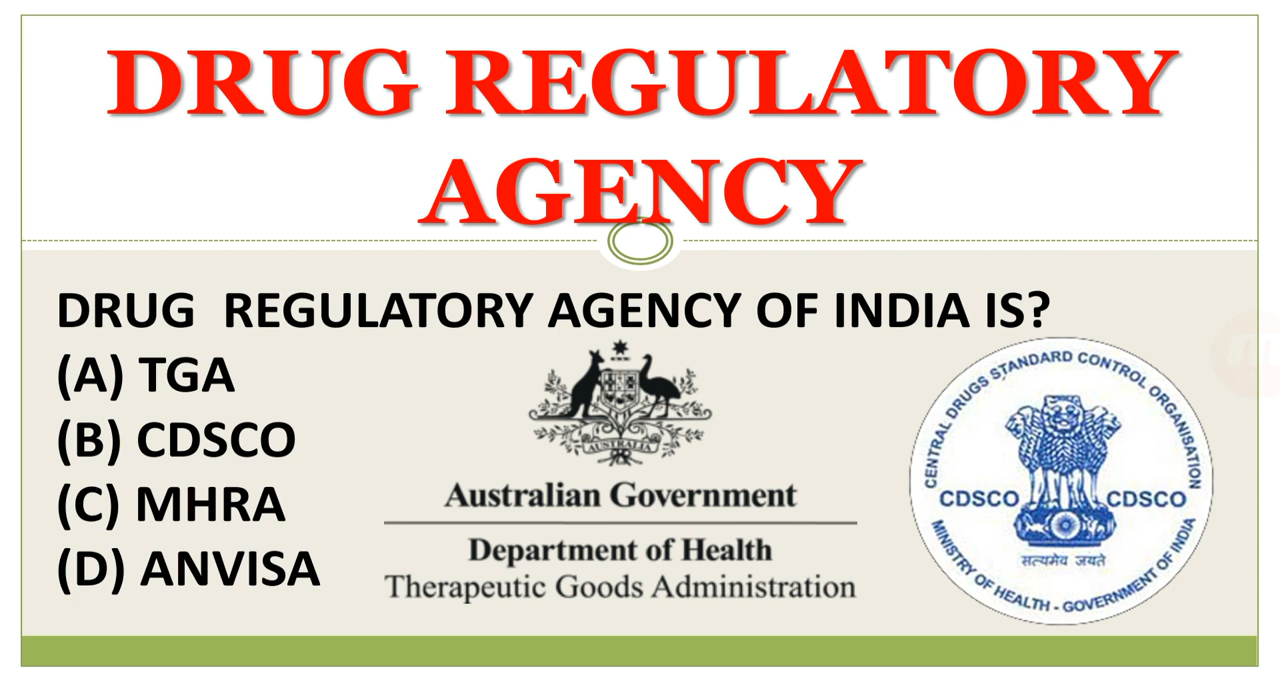 DRUG REGULATORY
AGENCY
DRUG REGULATORY AGENCY OF INDIA IS?
(A) TGA
(B) CDSCO
(C) MHRA
(D) ANVISA
AUSTRALIA
Australian Government
Department of Health
Therapeutic Goods Administration
CENTRAL DRUGS STANDARD CONTROL ORGANISATION
CDSCO CDSCO
सत्यमेव जयते
MINISTRY OF HEALTH - GOVERNMENT OF INDIA